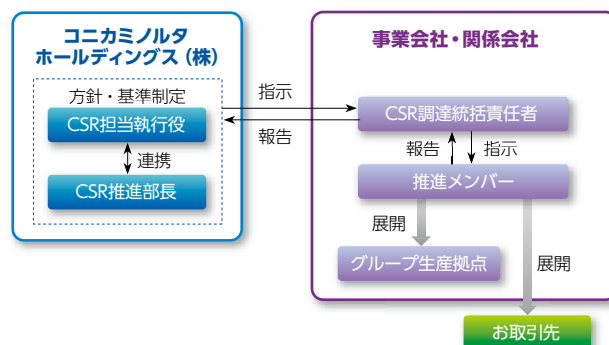 コニカミノルタ
ホールディングス(株)
方針・基準制定
CSR担当執行役
連携
CSR推進部長
指示
報告
事業会社・関係会社
CSR調達統括責任者
報告
指示
推進メンバー
展開
グループ生産拠点
展開
お取引先